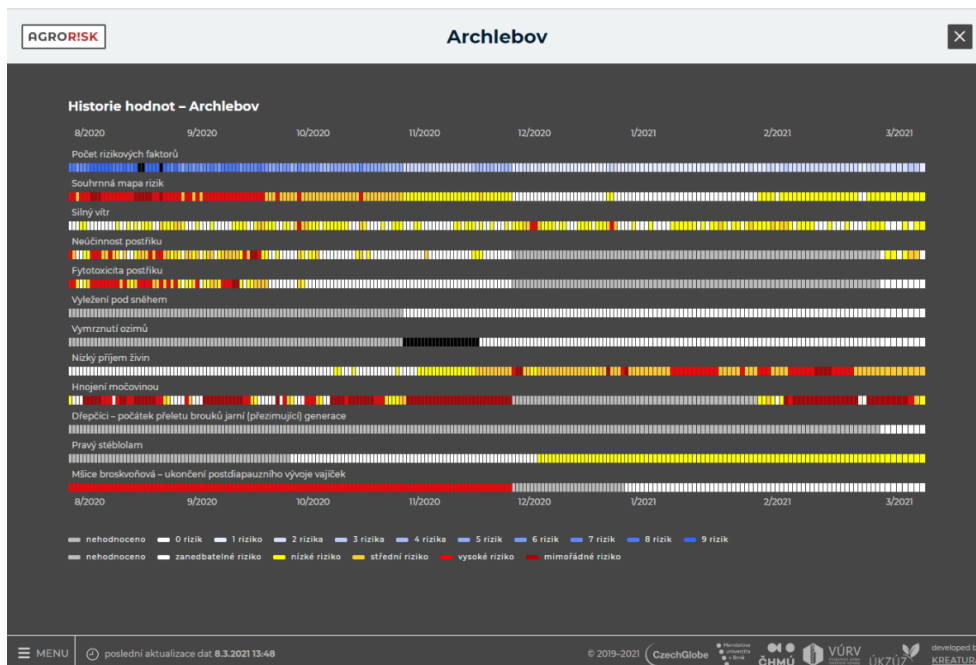 AGROR!SK
Archlebov
Historie hodnot – Archlebov
8/2020 9/2020 10/2020 11/2020 12/2020 1/2021 2/2021 3/2021
Počet rizikových faktorů
Souhrnná mapa rizik
Silný vítr
Neúčinnost postřiku
Fytotoxicita postřiku
Vyležení pod sněhem
Vymrznutí ozimů
Nízký příjem živin
Hnojení močovinou
Dřepčíci – počátek přeletu brouků jarní (přezimující) generace
Pravý stéblolam
Mšice broskvoňová – ukončení postdiapauzního vývoje vajíček
8/2020 9/2020 10/2020 11/2020 12/2020 1/2021 2/2021 3/2021
nehodnoceno 0 rizik 1 riziko 2 rizika 3 rizika 4 rizika 5 rizik 6 rizik 7 rizik 8 rizik 9 rizik
nehodnoceno zanedbatelné riziko nízké riziko střední riziko vysoké riziko mimořádné riziko
MENU poslední aktualizace dat 8.3.2021 13:48 © 2019–2021 CzechGlobe Mendelova univerzita v Brně ČHMÚ VÚRV ÚKZÚZ developed b
KREATUR